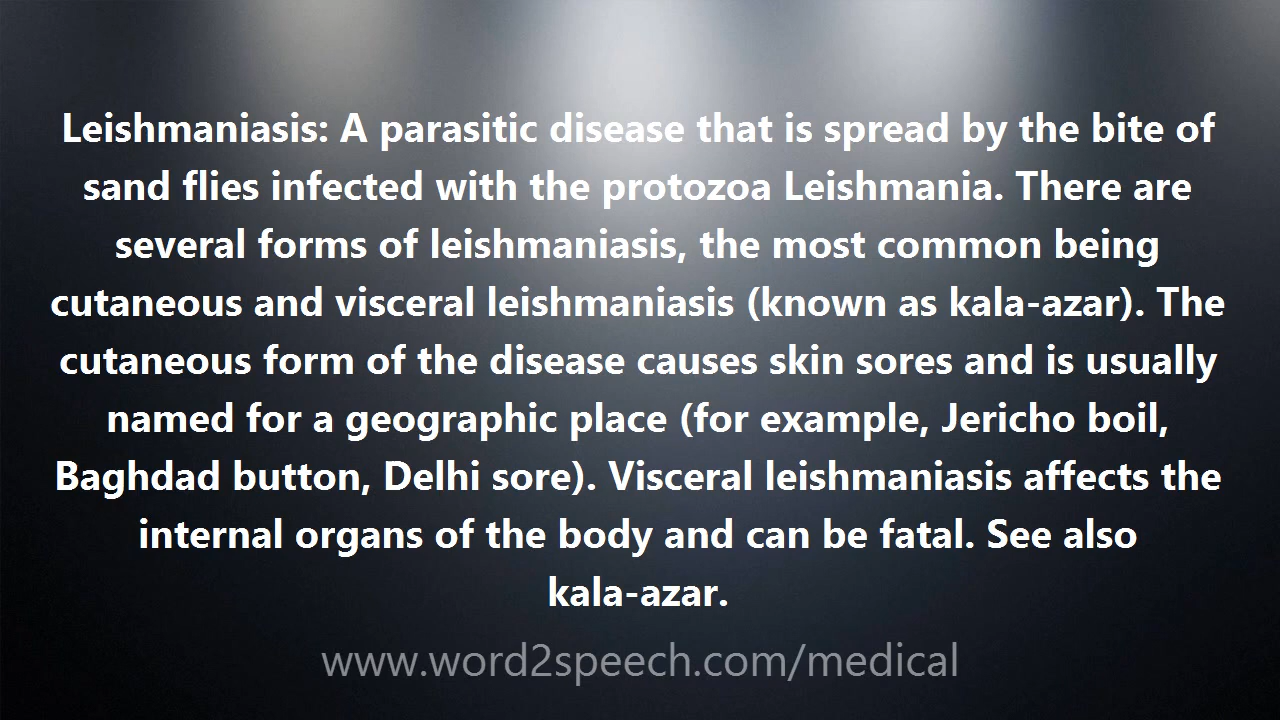 Leishmaniasis: A parasitic disease that is spread by the bite of
sand flies infected with the protozoa Leishmania. There are
several forms of leishmaniasis, the most common being
cutaneous and visceral leishmaniasis (known as kala-azar). The
cutaneous form of the disease causes skin sores and is usually
named for a geographic place (for example, Jericho boil,
Baghdad button, Delhi sore). Visceral leishmaniasis affects the
internal organs of the body and can be fatal. See also
kala-azar.
www.word2speech.com/medical